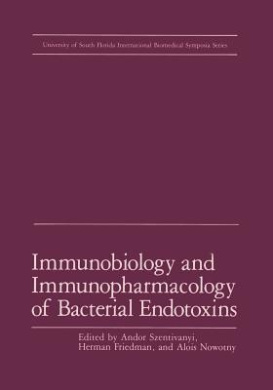 University of South Florida International Biomedical Symposia Series
Immunobiology and
Immunopharmacology
of Bacterial Endotoxins
Edited by Andor Szentivanyi,
Herman Friedman, and Alois Nowotny